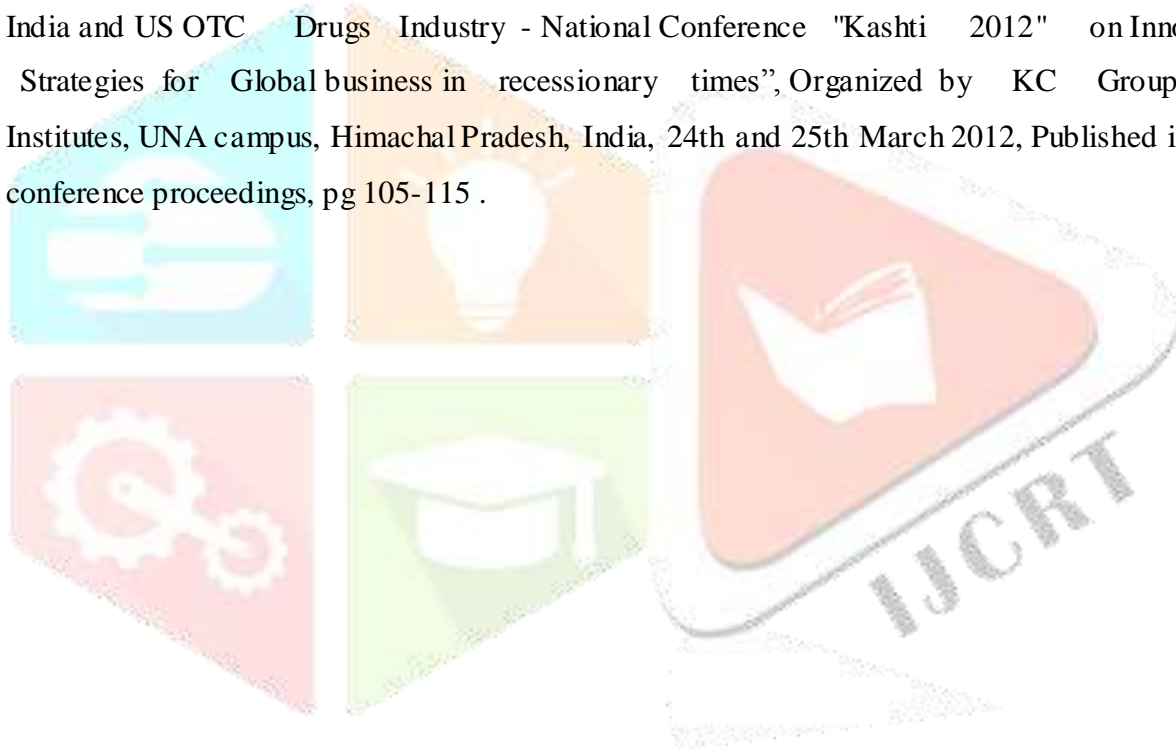 India and US OTC Drugs Industry - National Conference "Kashti 2012" on Inno
Strategies for Global business in recessionary times”, Organized by KC Group
Institutes, UNA campus, Himachal Pradesh, India, 24th and 25th March 2012, Published i
conference proceedings, pg 105-115 .
IJCRT